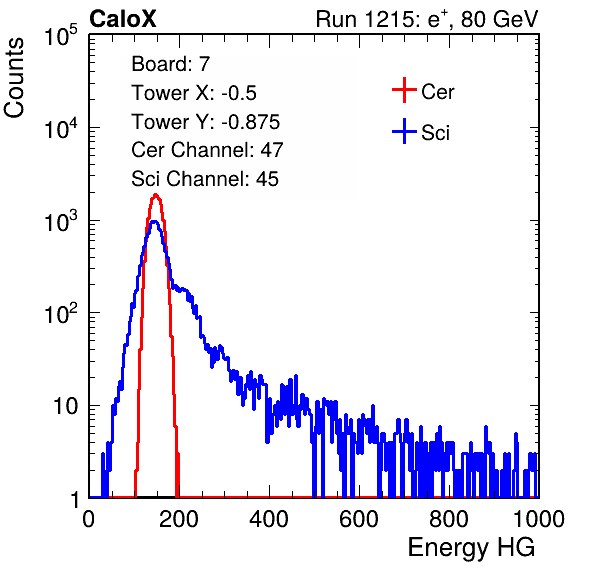 CaloX Run 1215: e⁺, 80 GeV
10⁵
Counts
Board: 7
Tower X: -0.5
Tower Y: -0.875
Cer Channel: 47
Sci Channel: 45
Cer
Sci
10⁴
10³
10²
10
1
0 200 400 600 800 1000
Energy HG